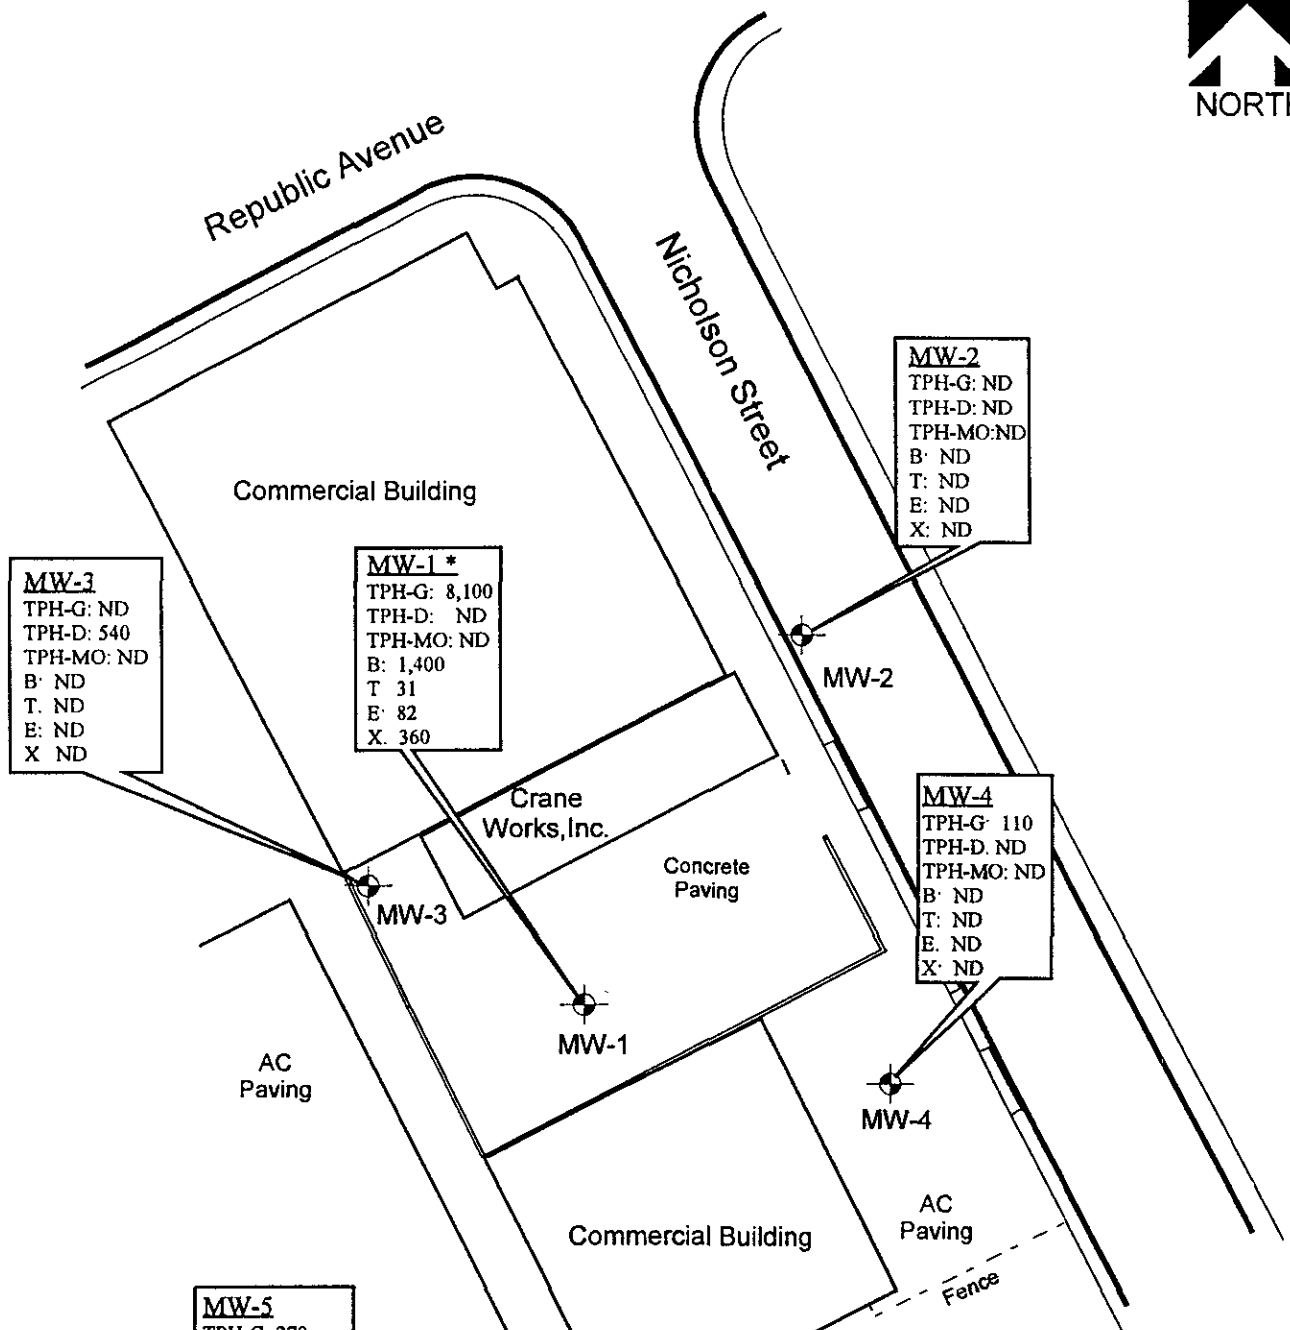 NORTH
Republic Avenue
Nicholson Street
MW-2
TPH-G: ND
TPH-D: ND
TPH-MO:ND
B· ND
T: ND
E: ND
X: ND
Commercial Building
MW-3
TPH-G: ND
TPH-D: 540
TPH-MO: ND
B· ND
T. ND
E: ND
X ND
MW-1 *
TPH-G: 8,100
TPH-D: ND
TPH-MO: ND
B: 1,400
T 31
E· 82
X. 360
MW-2
Crane
Works,Inc.
Concrete
Paving
MW-4
TPH-G· 110
TPH-D. ND
TPH-MO: ND
B· ND
T: ND
E. ND
X· ND
MW-3
MW-1
AC
Paving
MW-4
Commercial Building
AC
Paving
Fence
MW-5